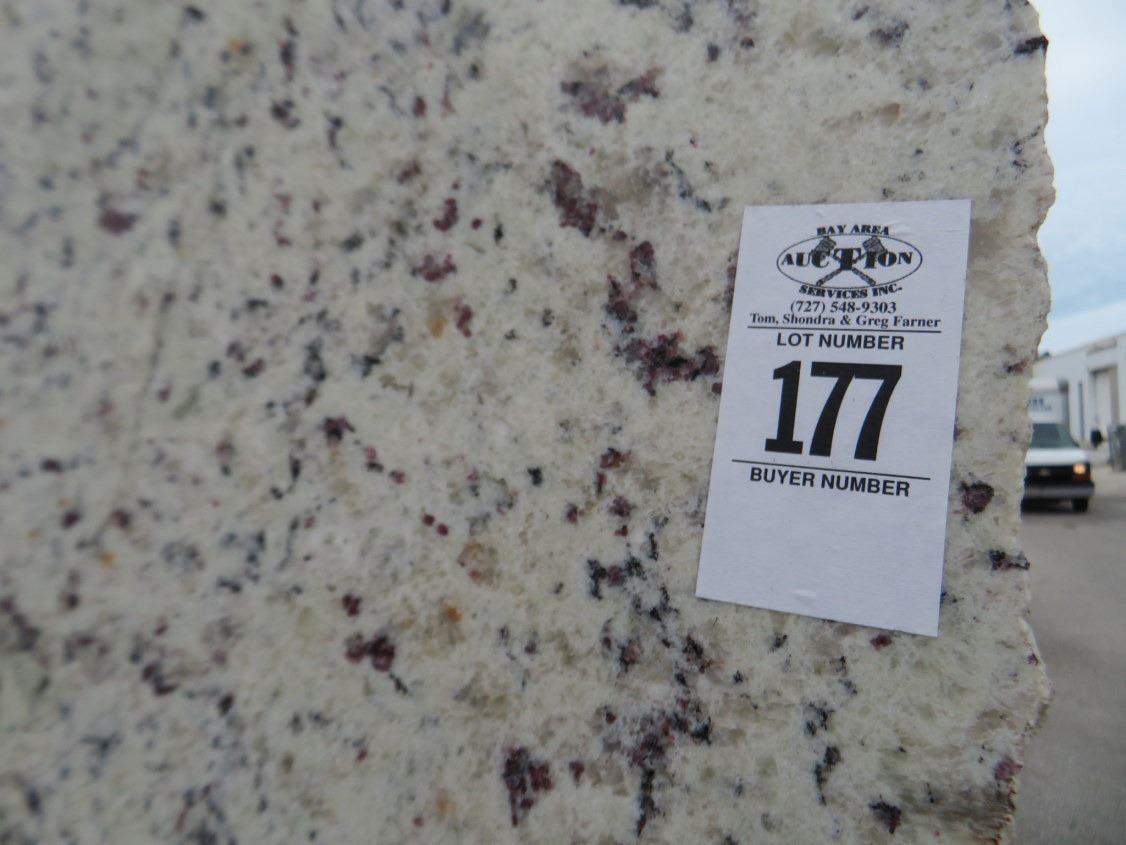 BAY AREA
AUCTION
SERVICES INC.
(727) 548-9303
Tom, Shondra & Greg Farner
LOT NUMBER
177
BUYER NUMBER